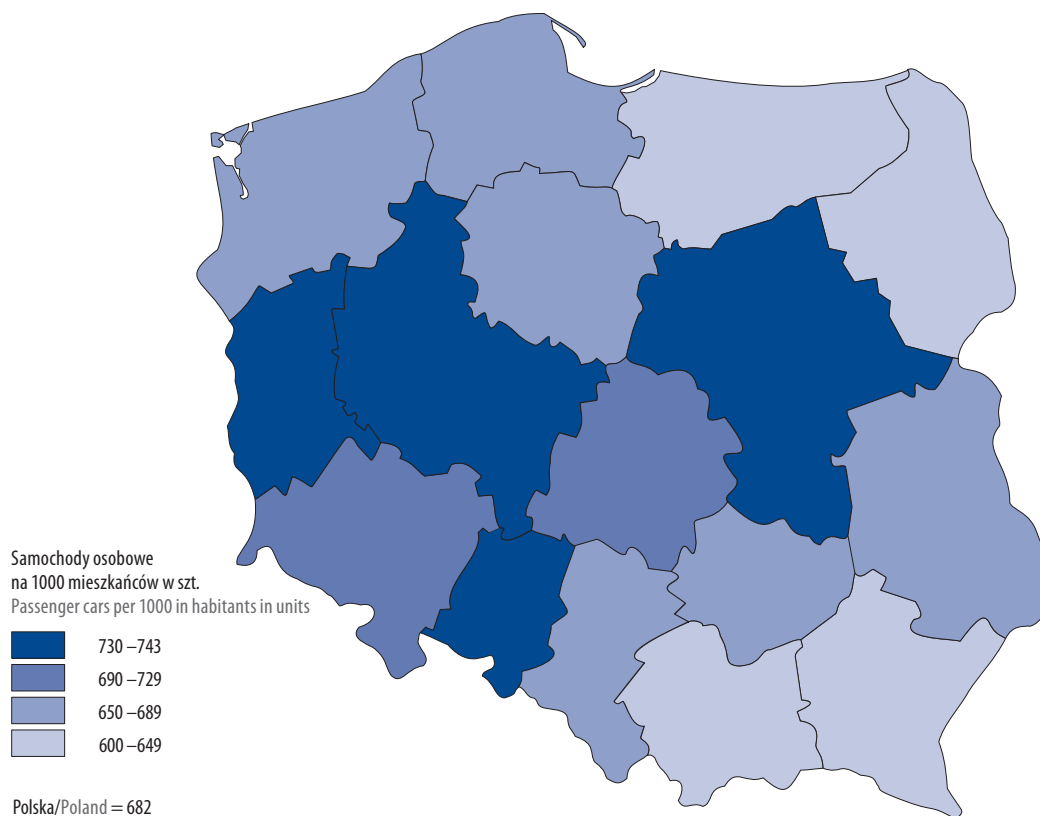 Samochody osobowe
na 1000 mieszkańców w szt.
Passenger cars per 1000 in habitants in units
730 –743
690 –729
650 –689
600 –649
Polska/Poland = 682